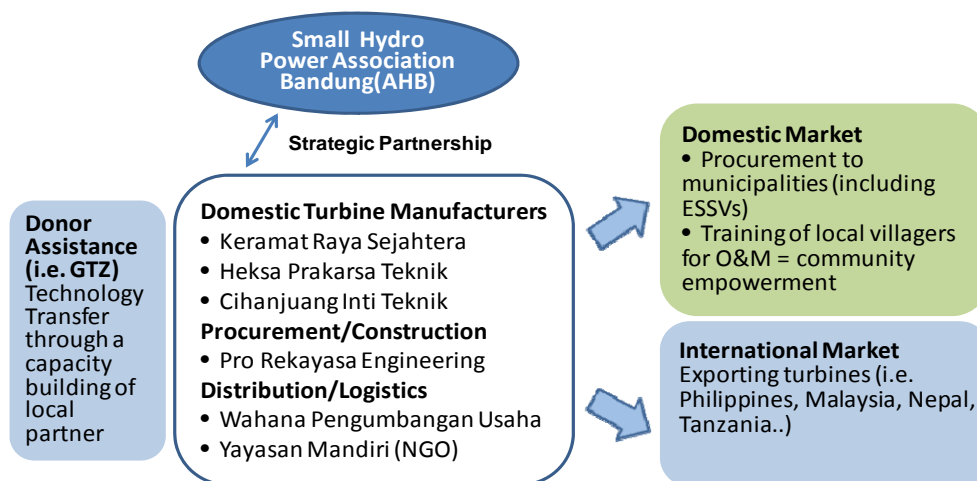 Small Hydro
Power Association
Bandung(AHB)
Strategic Partnership
Donor
Assistance
(i.e. GTZ)
Technology
Transfer
through a
capacity
building of
local
partner
Domestic Turbine Manufacturers
• Keramat Raya Sejahtera
• Heksa Prakarsa Teknik
• Cihanjuang Inti Teknik
Procurement/Construction
• Pro Rekayasa Engineering
Distribution/Logistics
• Wahana Pengumbangan Usaha
• Yayasan Mandiri (NGO)
Domestic Market
• Procurement to
municipalities (including
ESSVs)
• Training of local villagers
for O&M = community
empowerment
International Market
Exporting turbines (i.e.
Philippines, Malaysia, Nepal,
Tanzania..)